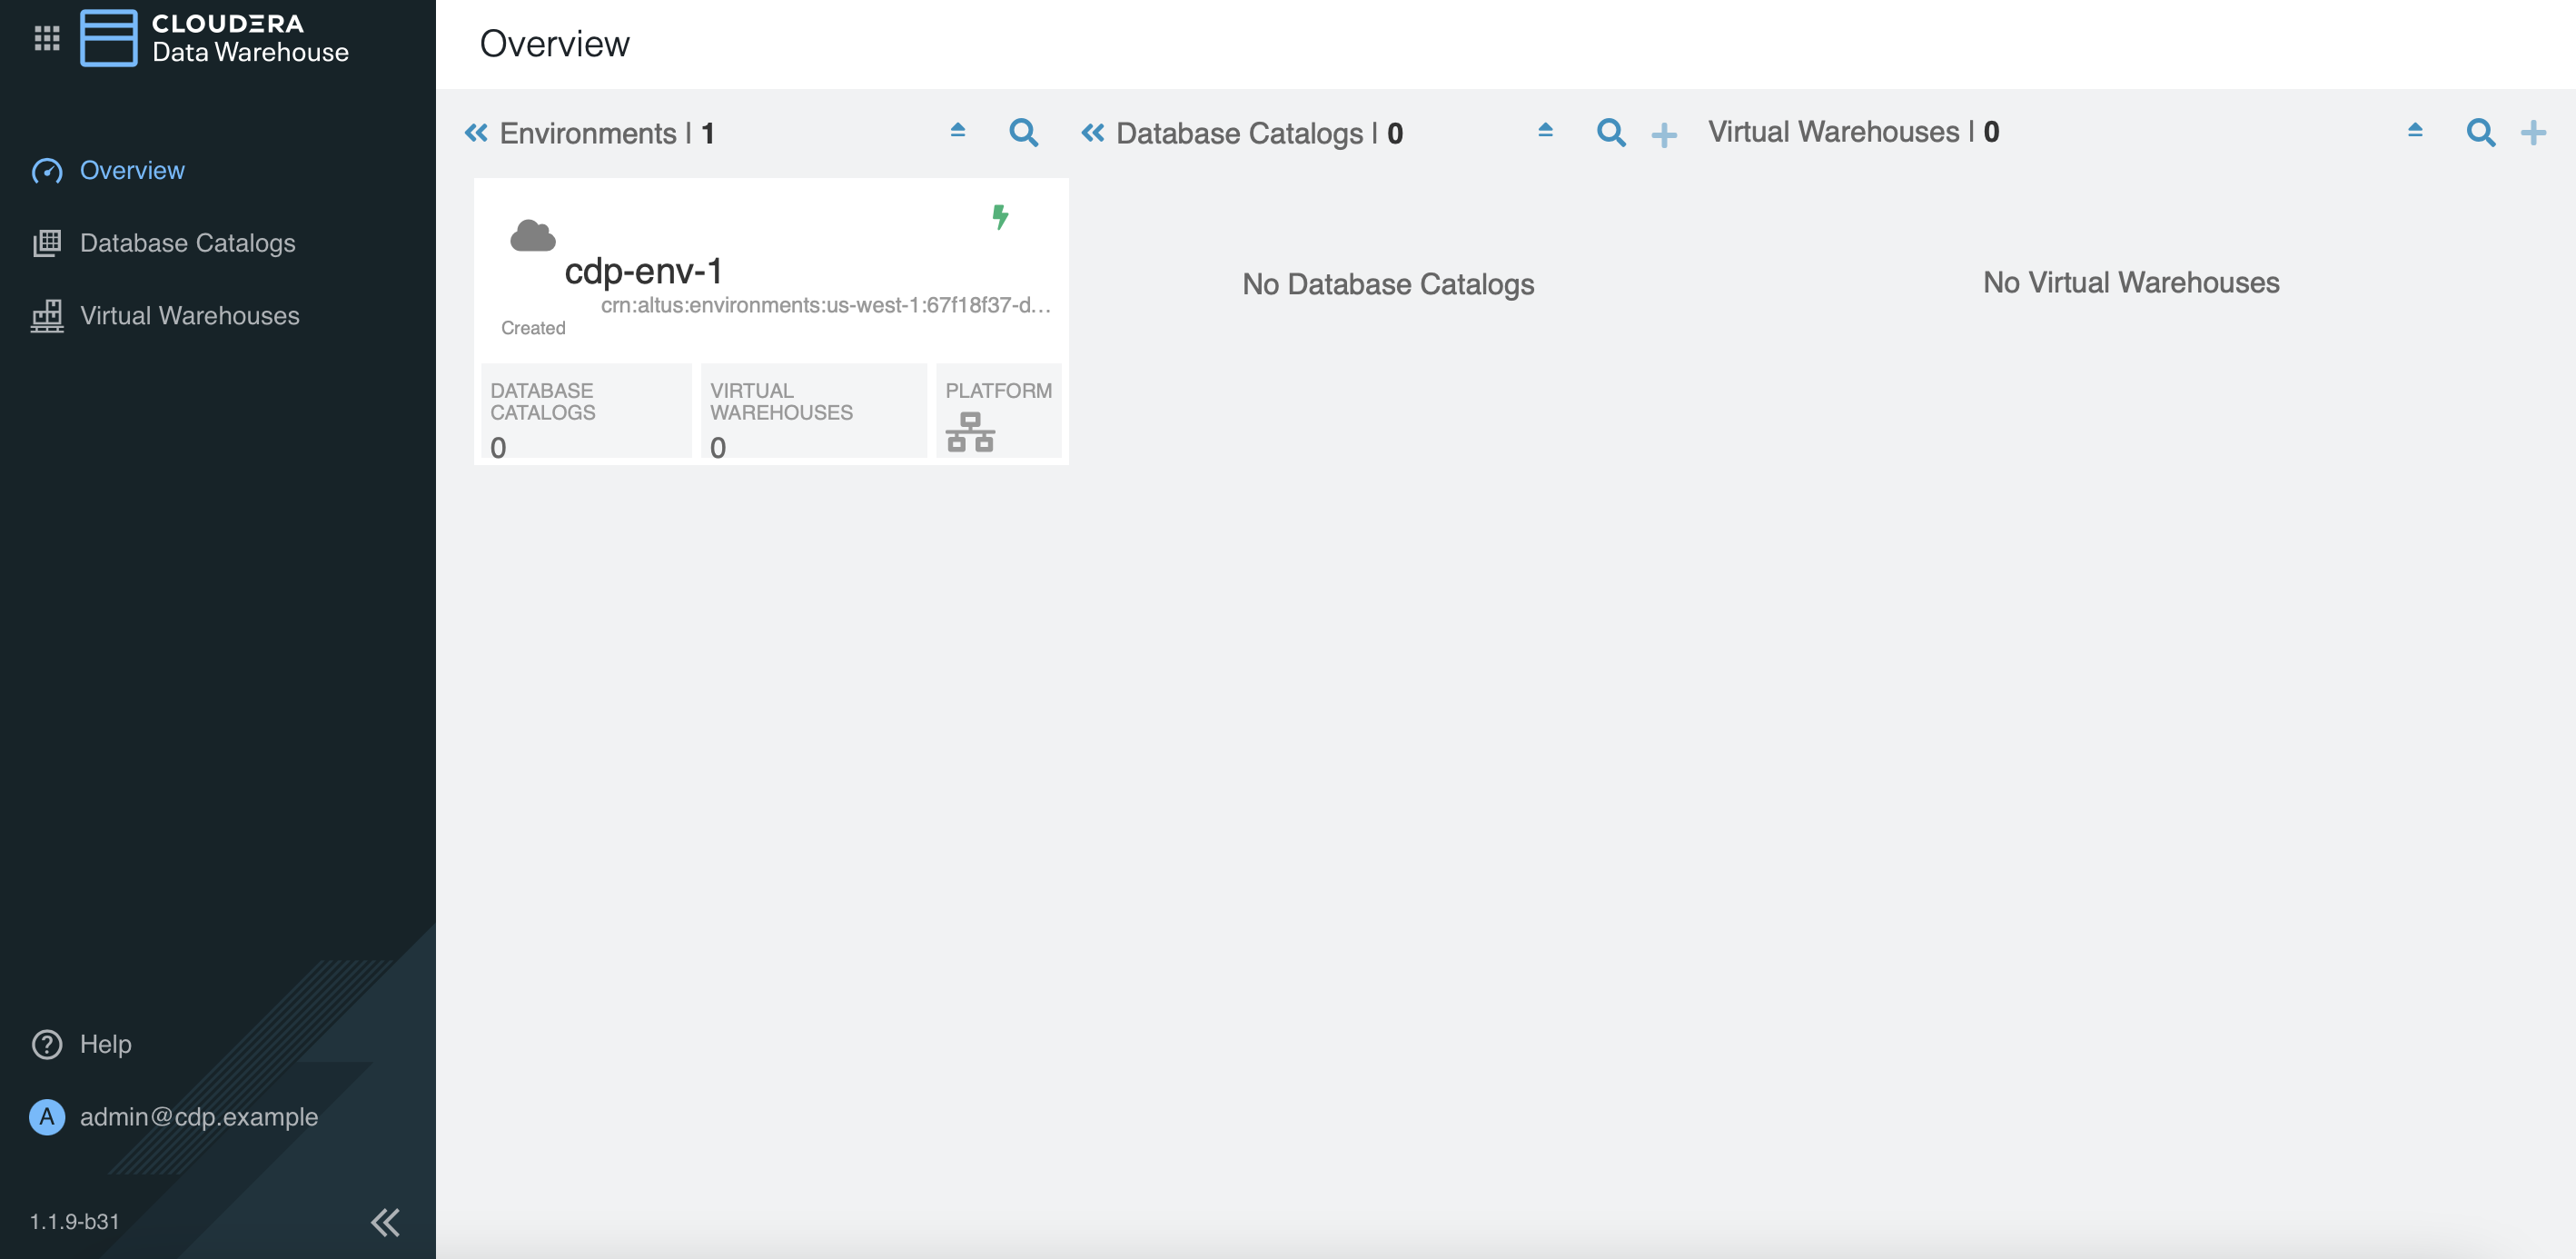 CLOUDERA
Data Warehouse
Overview
Database Catalogs
Virtual Warehouses
Help
A admin@cdp.example
1.1.9-b31
Overview
Environments | 1
Database Catalogs | 0
Virtual Warehouses | 0
cdp-env-1
crn:altus:environments:us-west-1:67f18f37-d...
Created
DATABASE
CATALOGS
0
VIRTUAL
WAREHOUSES
0
PLATFORM
No Database Catalogs
No Virtual Warehouses